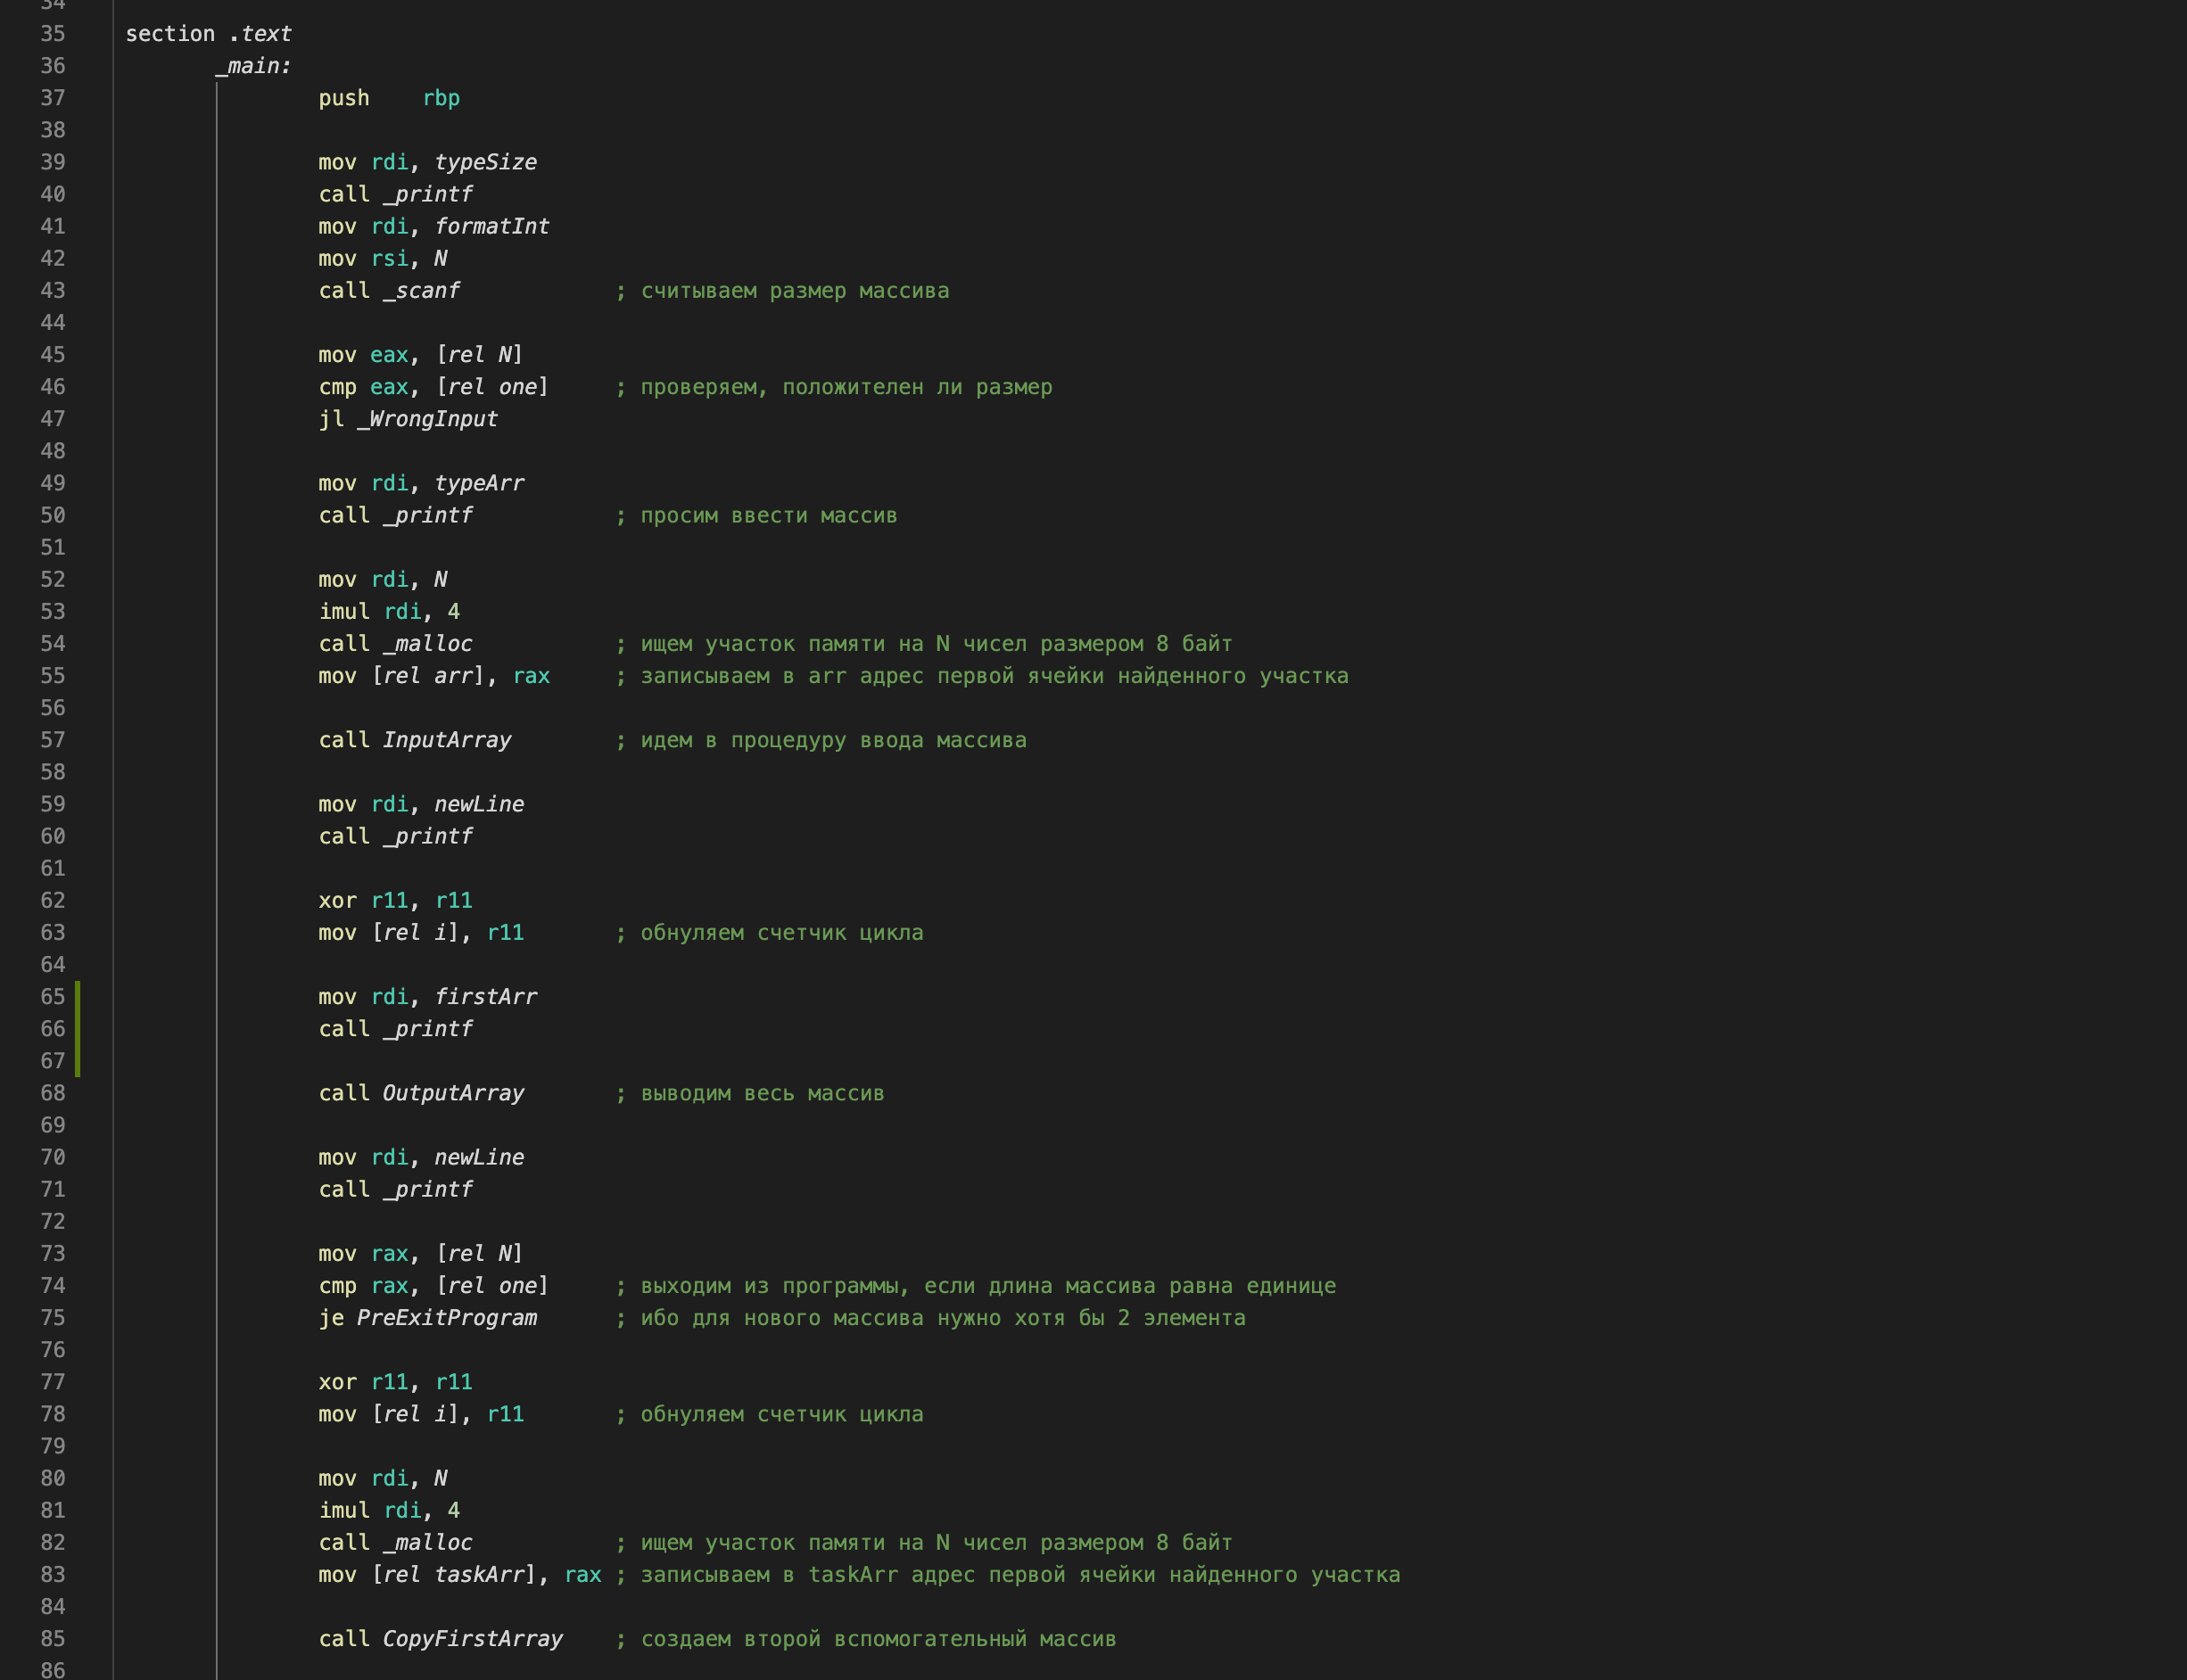 34
35 section .text
36 _main:
37 push rbp
38
39 mov rdi, typeSize
40 call _printf
41 mov rdi, formatInt
42 mov rsi, N
43 call _scanf ; считываем размер массива
44
45 mov eax, [rel N]
46 cmp eax, [rel one] ; проверяем, положителен ли размер
47 jl _WrongInput
48
49 mov rdi, typeArr
50 call _printf ; просим ввести массив
51
52 mov rdi, N
53 imul rdi, 4
54 call _malloc ; ищем участок памяти на N чисел размером 8 байт
55 mov [rel arr], rax ; записываем в arr адрес первой ячейки найденного участка
56
57 call InputArray ; идем в процедуру ввода массива
58
59 mov rdi, newLine
60 call _printf
61
62 xor r11, r11
63 mov [rel i], r11 ; обнуляем счетчик цикла
64
65 mov rdi, firstArr
66 call _printf
67
68 call OutputArray ; выводим весь массив
69
70 mov rdi, newLine
71 call _printf
72
73 mov rax, [rel N]
74 cmp rax, [rel one] ; выходим из программы, если длина массива равна единице
75 je PreExitProgram ; ибо для нового массива нужно хотя бы 2 элемента
76
77 xor r11, r11
78 mov [rel i], r11 ; обнуляем счетчик цикла
79
80 mov rdi, N
81 imul rdi, 4
82 call _malloc ; ищем участок памяти на N чисел размером 8 байт
83 mov [rel taskArr], rax ; записываем в taskArr адрес первой ячейки найденного участка
84
85 call CopyFirstArray ; создаем второй вспомогательный массив
86